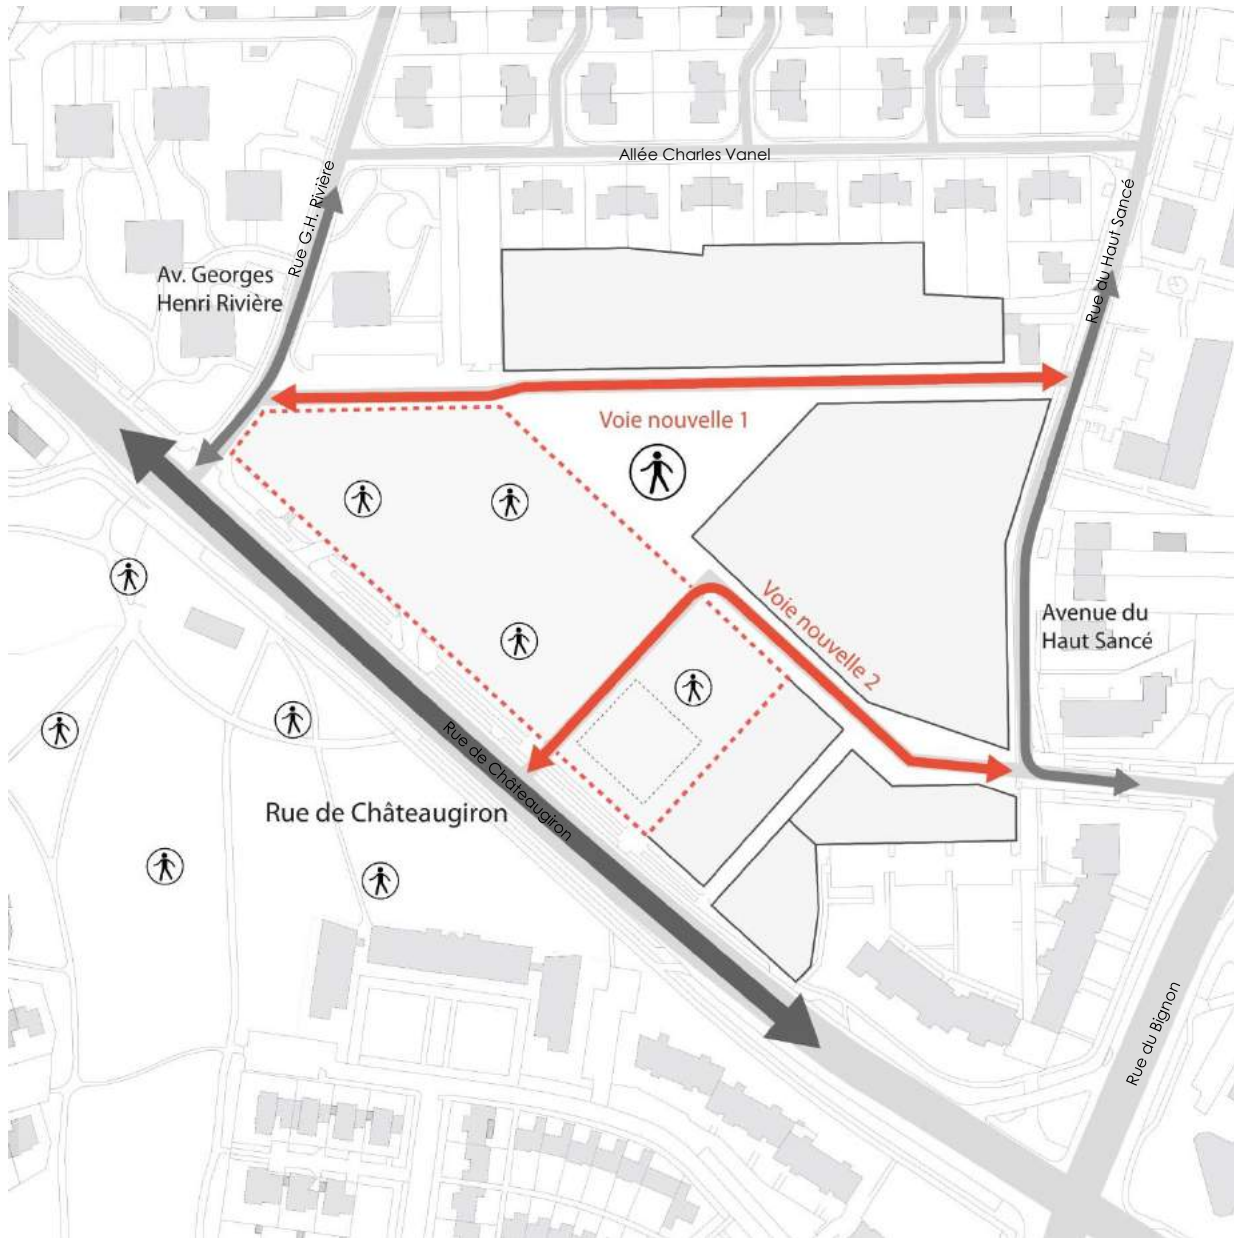 Allée Charles Vanel
Rue G.H. Rivière
Rue du Haut Sancé
Av. Georges
Henri Rivière
Voie nouvelle 1
Voie nouvelle 2
Avenue du
Haut Sancé
Rue de Châteaugiron
Rue de Châteaugiron
Rue du Bignon